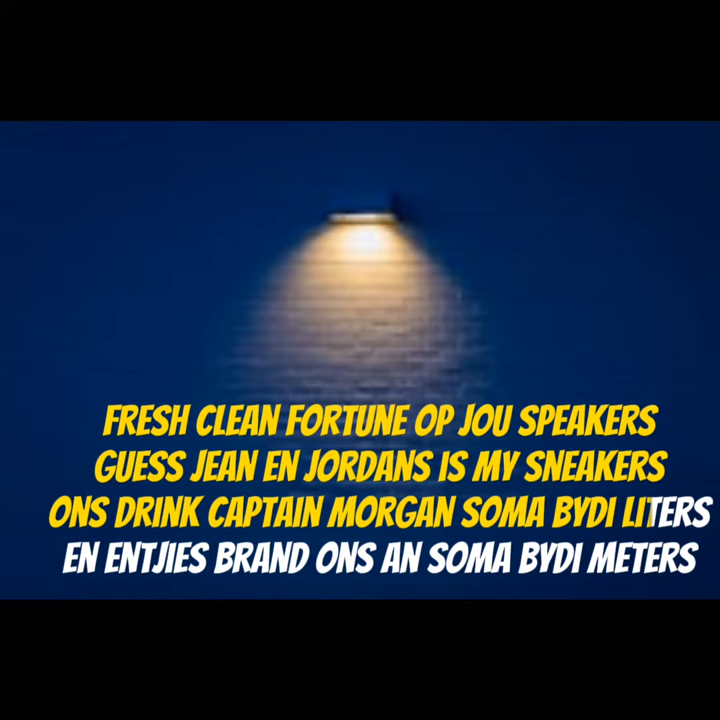 FRESH CLEAN FORTUNE OP JOU SPEAKERS
GUESS JEAN EN JORDANS IS MY SNEAKERS
ONS DRINK CAPTAIN MORGAN SOMA BYDI LITERS
EN ENTJIES BRAND ONS AN SOMA BYDI METERS